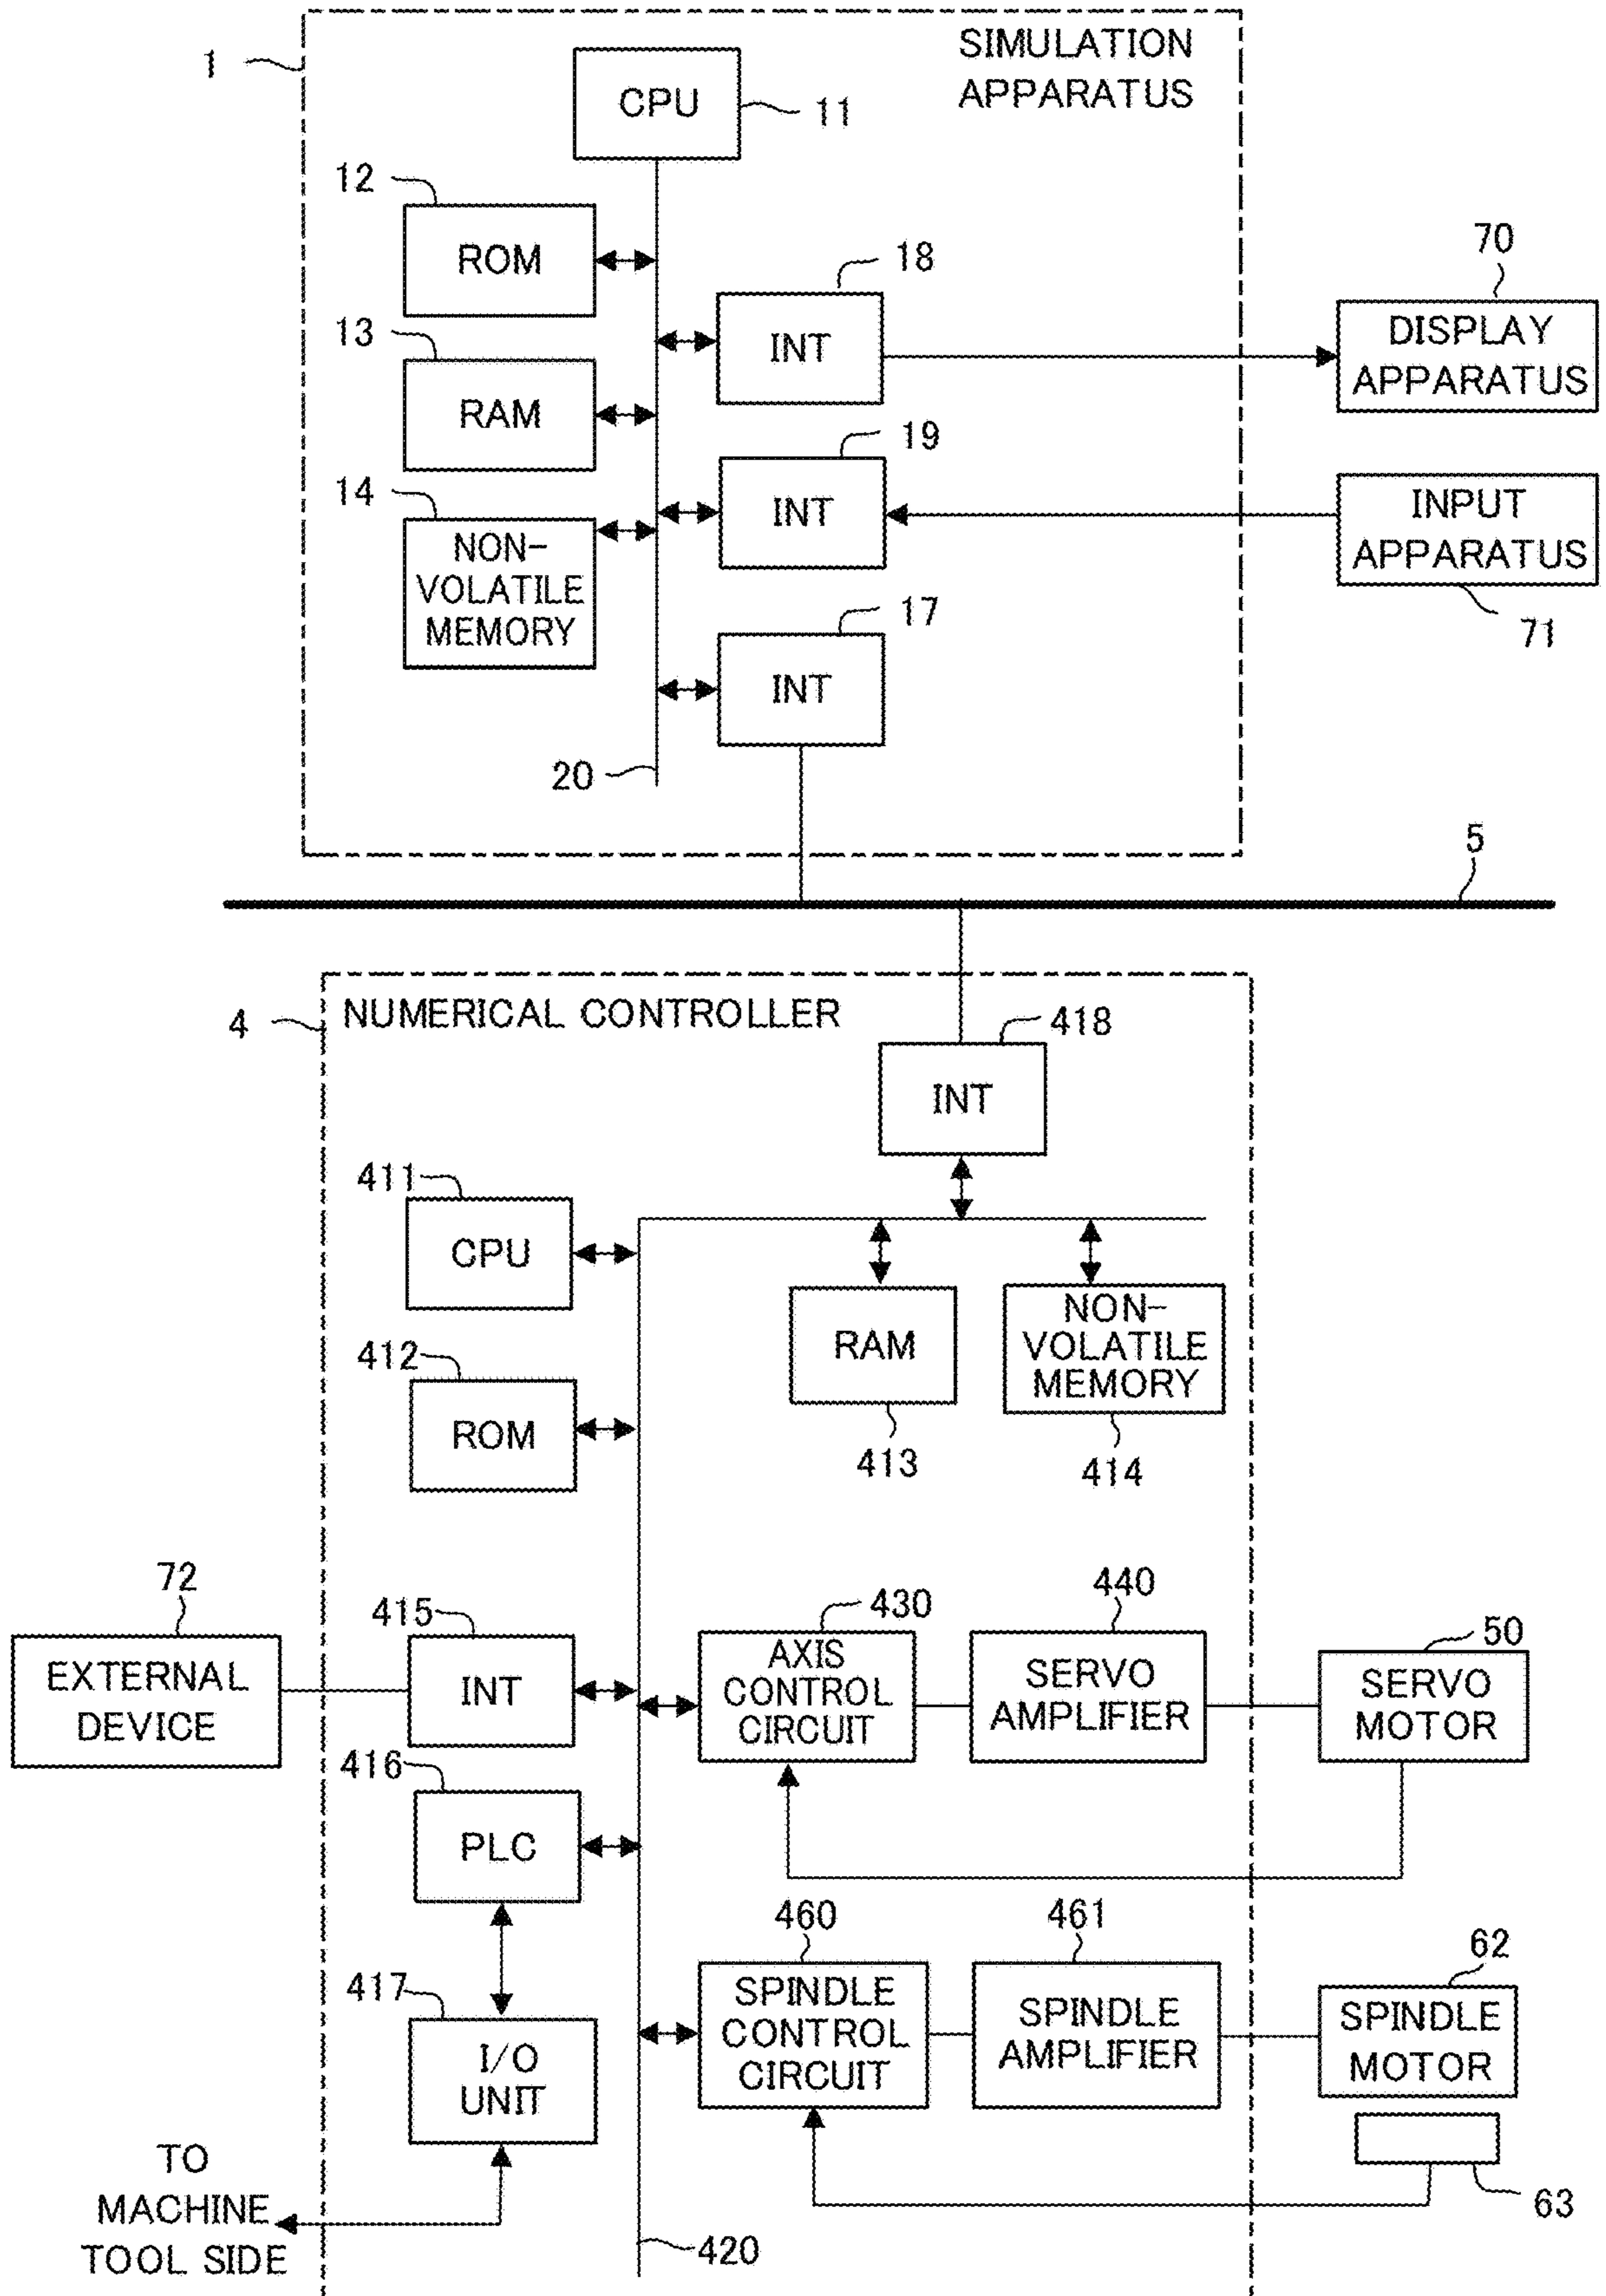 1
SIMULATION
APPARATUS
CPU
11
12
ROM
18
INT
70
DISPLAY
APPARATUS
13
RAM
19
INT
INPUT
APPARATUS
71
14
NON-
VOLATILE
MEMORY
17
INT
20
5
4
NUMERICAL CONTROLLER
418
INT
411
CPU
RAM
413
NON-
VOLATILE
MEMORY
414
412
ROM
72
EXTERNAL
DEVICE
415
INT
430
AXIS
CONTROL
CIRCUIT
440
SERVO
AMPLIFIER
50
SERVO
MOTOR
416
PLC
460
SPINDLE
CONTROL
CIRCUIT
461
SPINDLE
AMPLIFIER
62
SPINDLE
MOTOR
63
417
I/O
UNIT
TO
MACHINE
TOOL SIDE
420